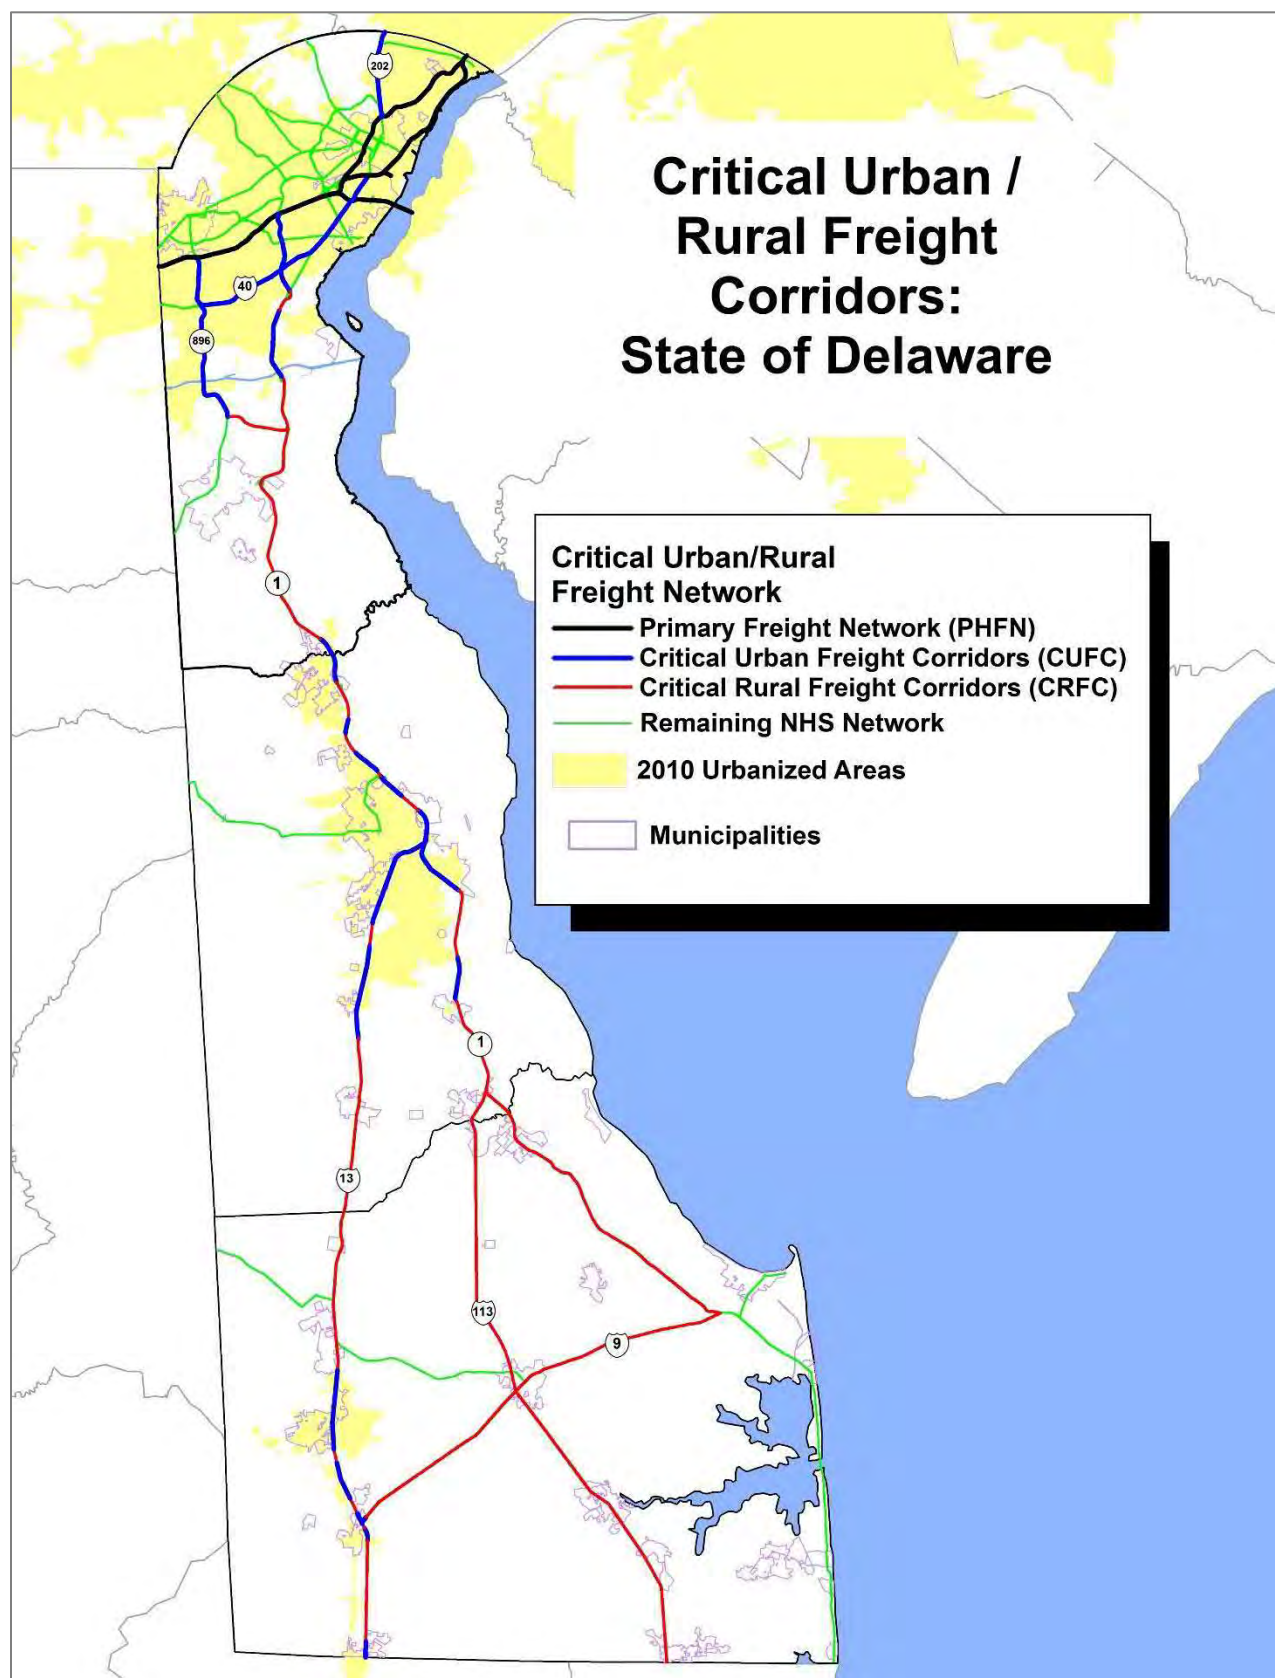 Critical Urban /
Rural Freight
Corridors:
State of Delaware
202
40
896
Critical Urban/Rural
Freight Network
Primary Freight Network (PHFN)
Critical Urban Freight Corridors (CUFC)
Critical Rural Freight Corridors (CRFC)
Remaining NHS Network
2010 Urbanized Areas
Municipalities
1
1
13
113
9